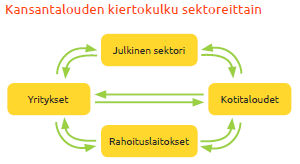 Kansantalouden kiertokulku sektoreittain
Julkinen sektori
Yritykset
Kotitaloudet
Rahoituslaitokset